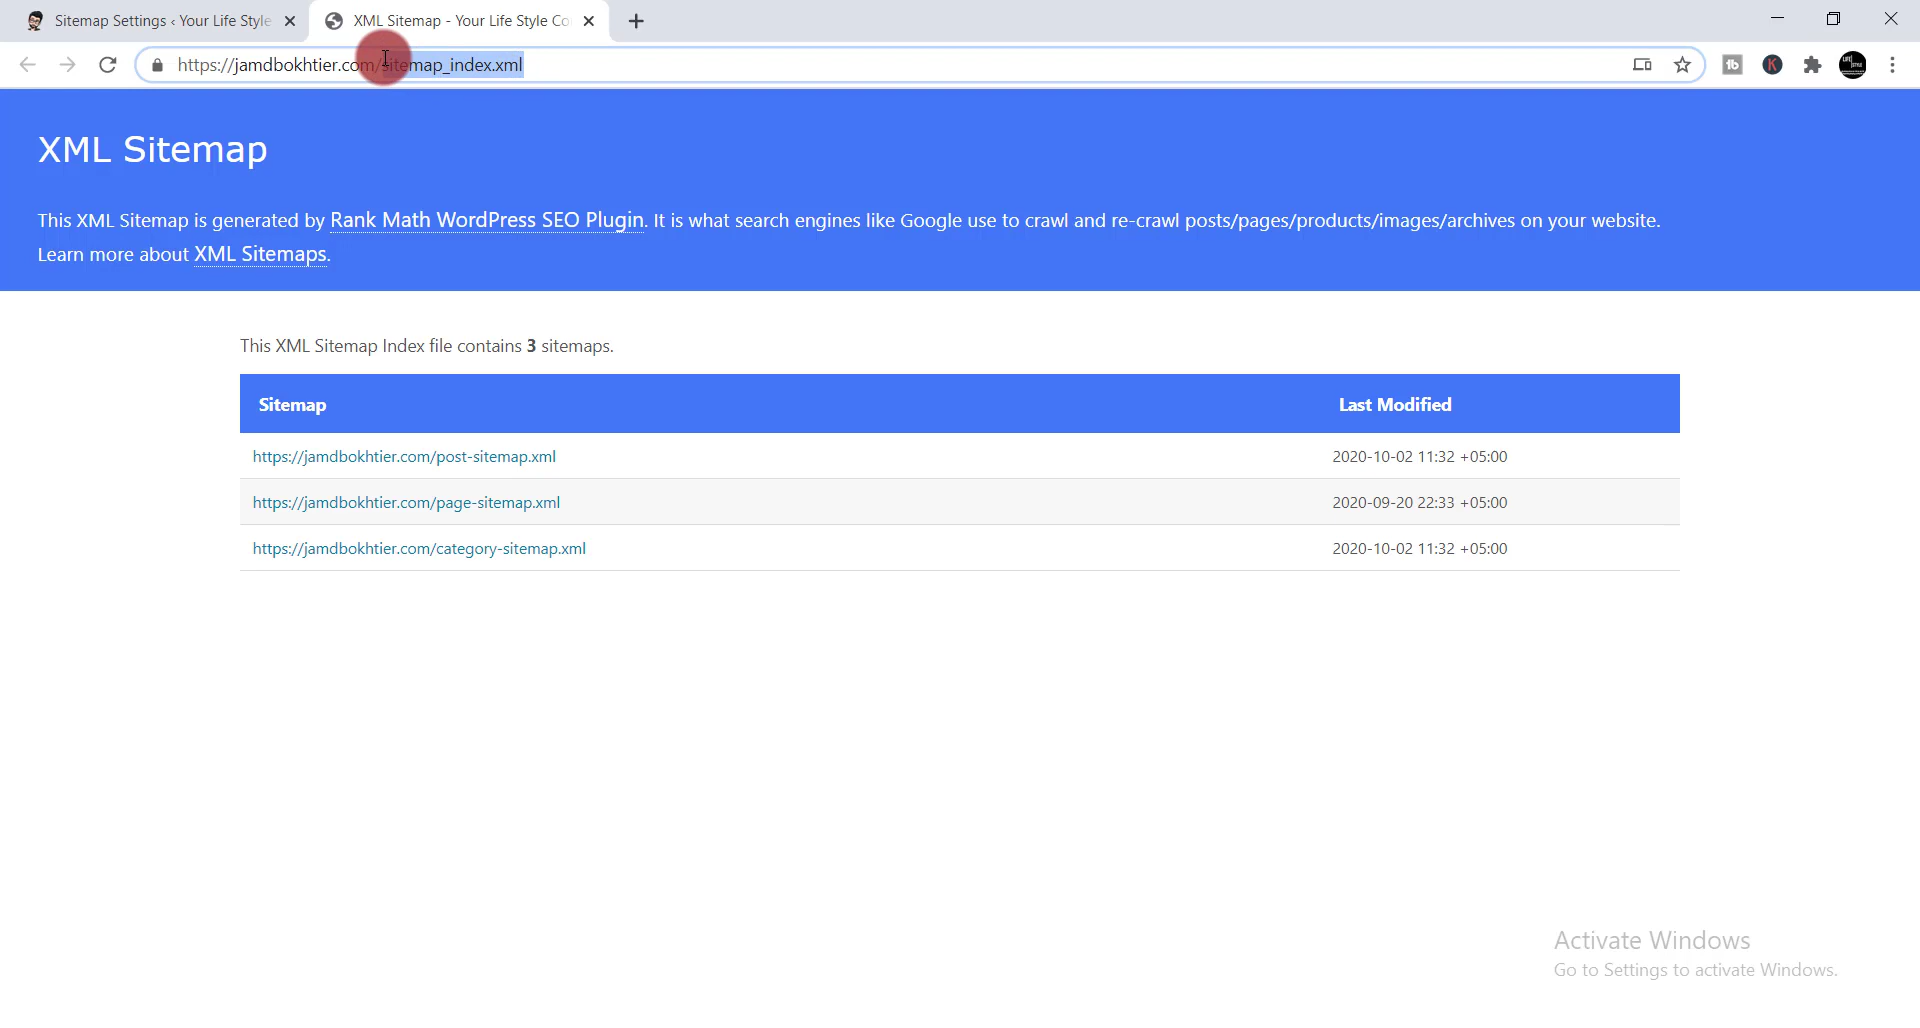 Sitemap Settings ‹ Your Life Style
XML Sitemap - Your Life Style Co
https://jamdbokhtier.com/sitemap_index.xml
tb
K
XML Sitemap
This XML Sitemap is generated by Rank Math WordPress SEO Plugin. It is what search engines like Google use to crawl and re-crawl posts/pages/products/images/archives on your website.
Learn more about XML Sitemaps.
This XML Sitemap Index file contains 3 sitemaps.
Sitemap Last Modified
https://jamdbokhtier.com/post-sitemap.xml 2020-10-02 11:32 +05:00
https://jamdbokhtier.com/page-sitemap.xml 2020-09-20 22:33 +05:00
https://jamdbokhtier.com/category-sitemap.xml 2020-10-02 11:32 +05:00
Activate Windows
Go to Settings to activate Windows.